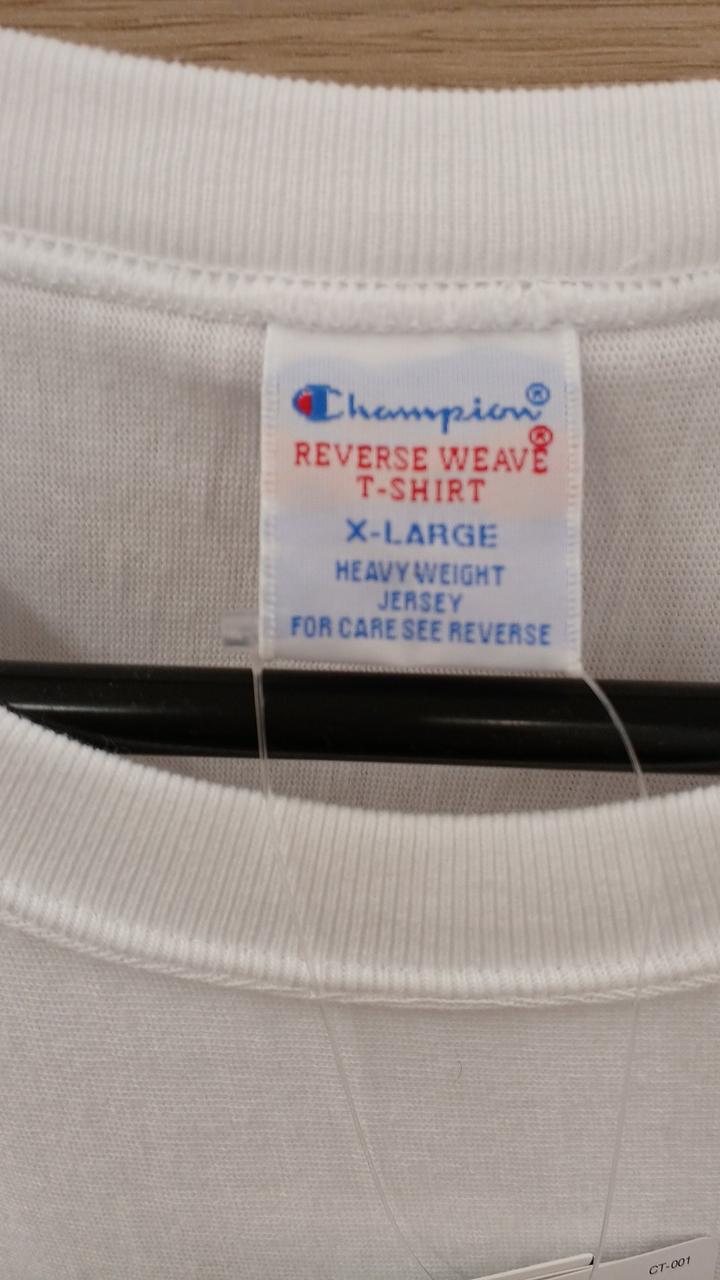 Champion®
REVERSE WEAVE®
T-SHIRT
X-LARGE
HEAVY WEIGHT
JERSEY
FOR CARE SEE REVERSE
CT-001